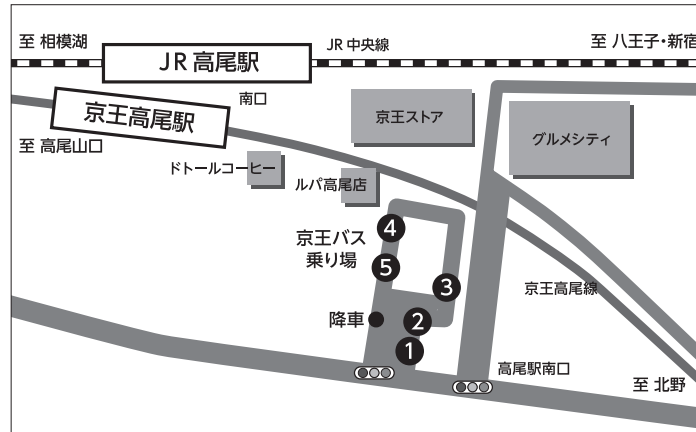 至 相模湖
JR 高尾駅
JR 中央線
至 八王子・新宿
京王高尾駅
南口
京王ストア
グルメシティ
至 高尾山口
ドトールコーヒー
ルパ高尾店
京王バス
乗り場
4
5
3
京王高尾線
降車
2
1
高尾駅南口
至 北野